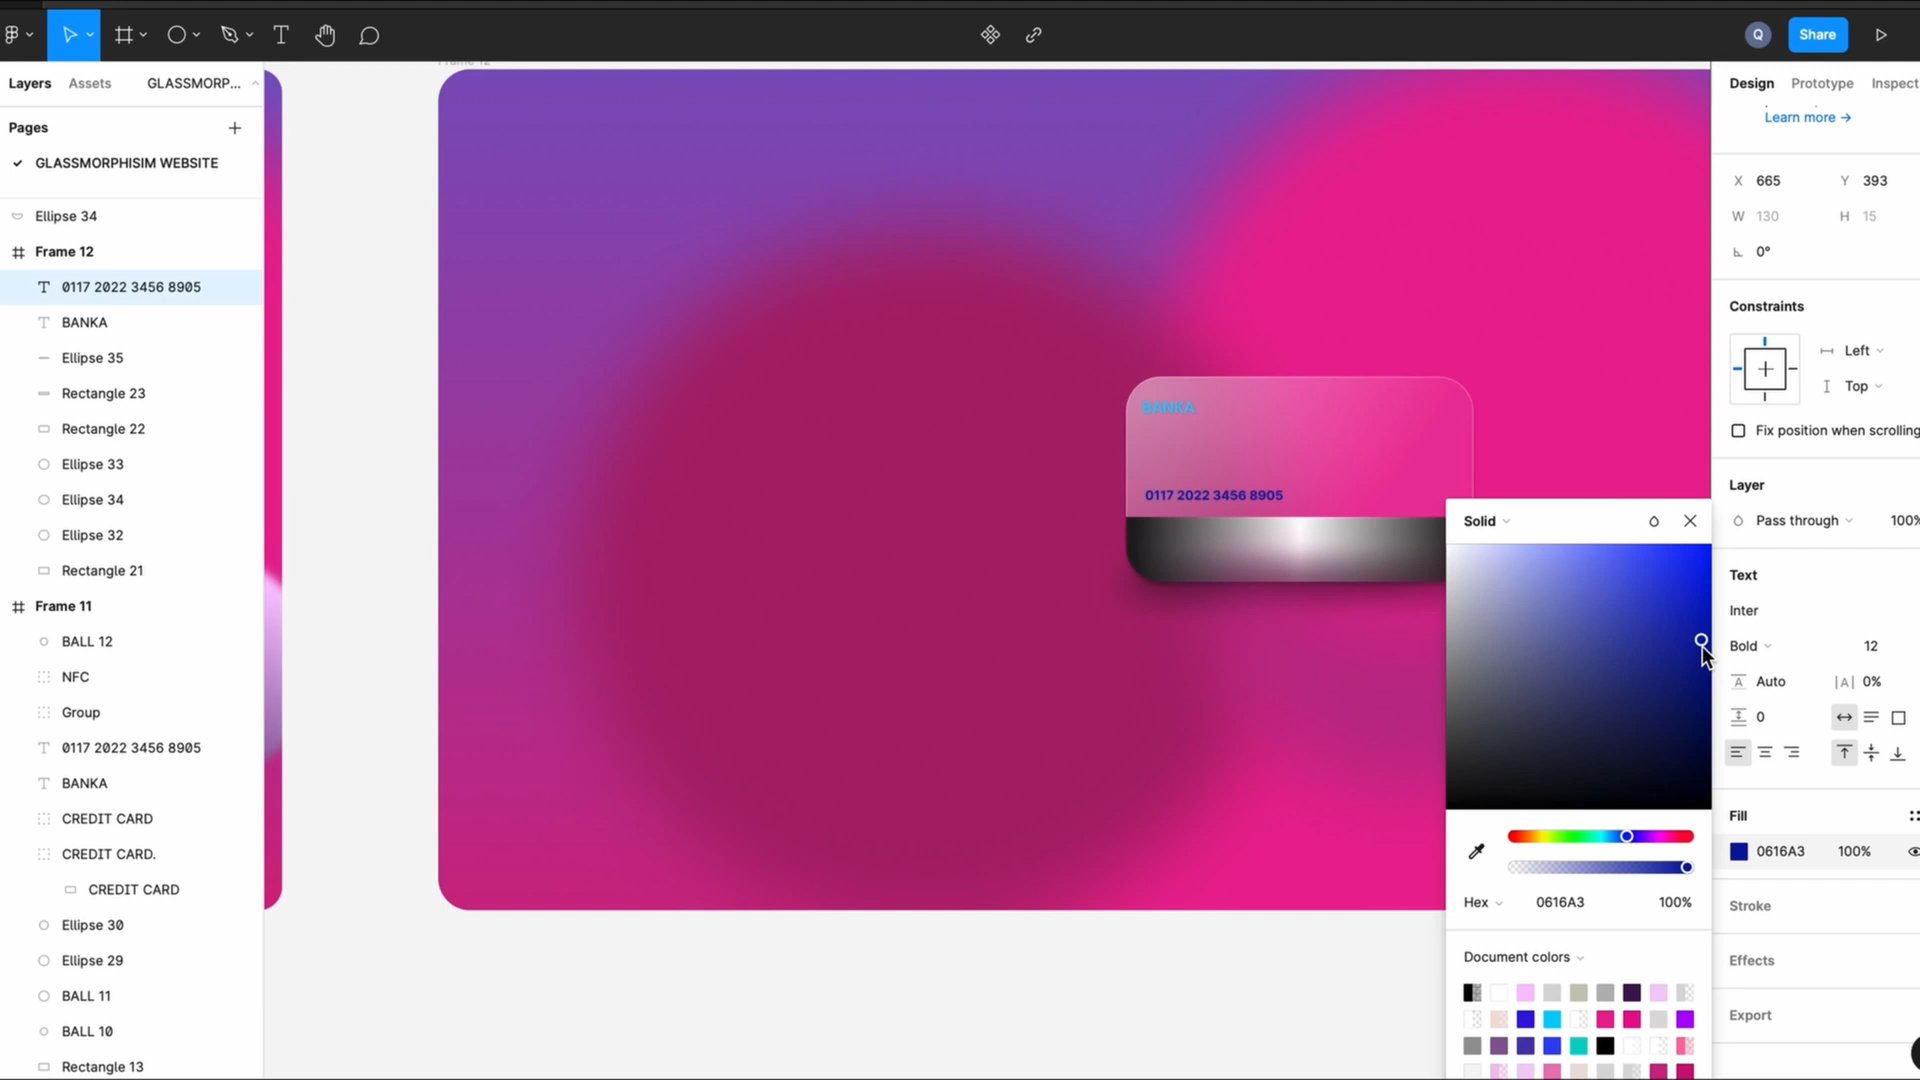 Q
Share
Layers
Assets
GLASSMORP...
Pages
GLASSMORPHISIM WEBSITE
Ellipse 34
Frame 12
0117 2022 3456 8905
BANKA
Ellipse 35
Rectangle 23
Rectangle 22
Ellipse 33
Ellipse 34
Ellipse 32
Rectangle 21
Frame 11
BALL 12
NFC
Group
0117 2022 3456 8905
BANKA
CREDIT CARD
CREDIT CARD.
CREDIT CARD
Ellipse 30
Ellipse 29
BALL 11
BALL 10
Rectangle 13
Frame 12
BANKA
0117 2022 3456 8905
Solid
Hex 0616A3 100%
Document colors
Design Prototype Inspect
Learn more →
X 665 Y 393
W 130 H 15
0°
Constraints
Left
Top
Fix position when scrolling
Layer
Pass through 100%
Text
Inter
Bold 12
Auto |A| 0%
0
Fill
0616A3 100%
Stroke
Effects
Export